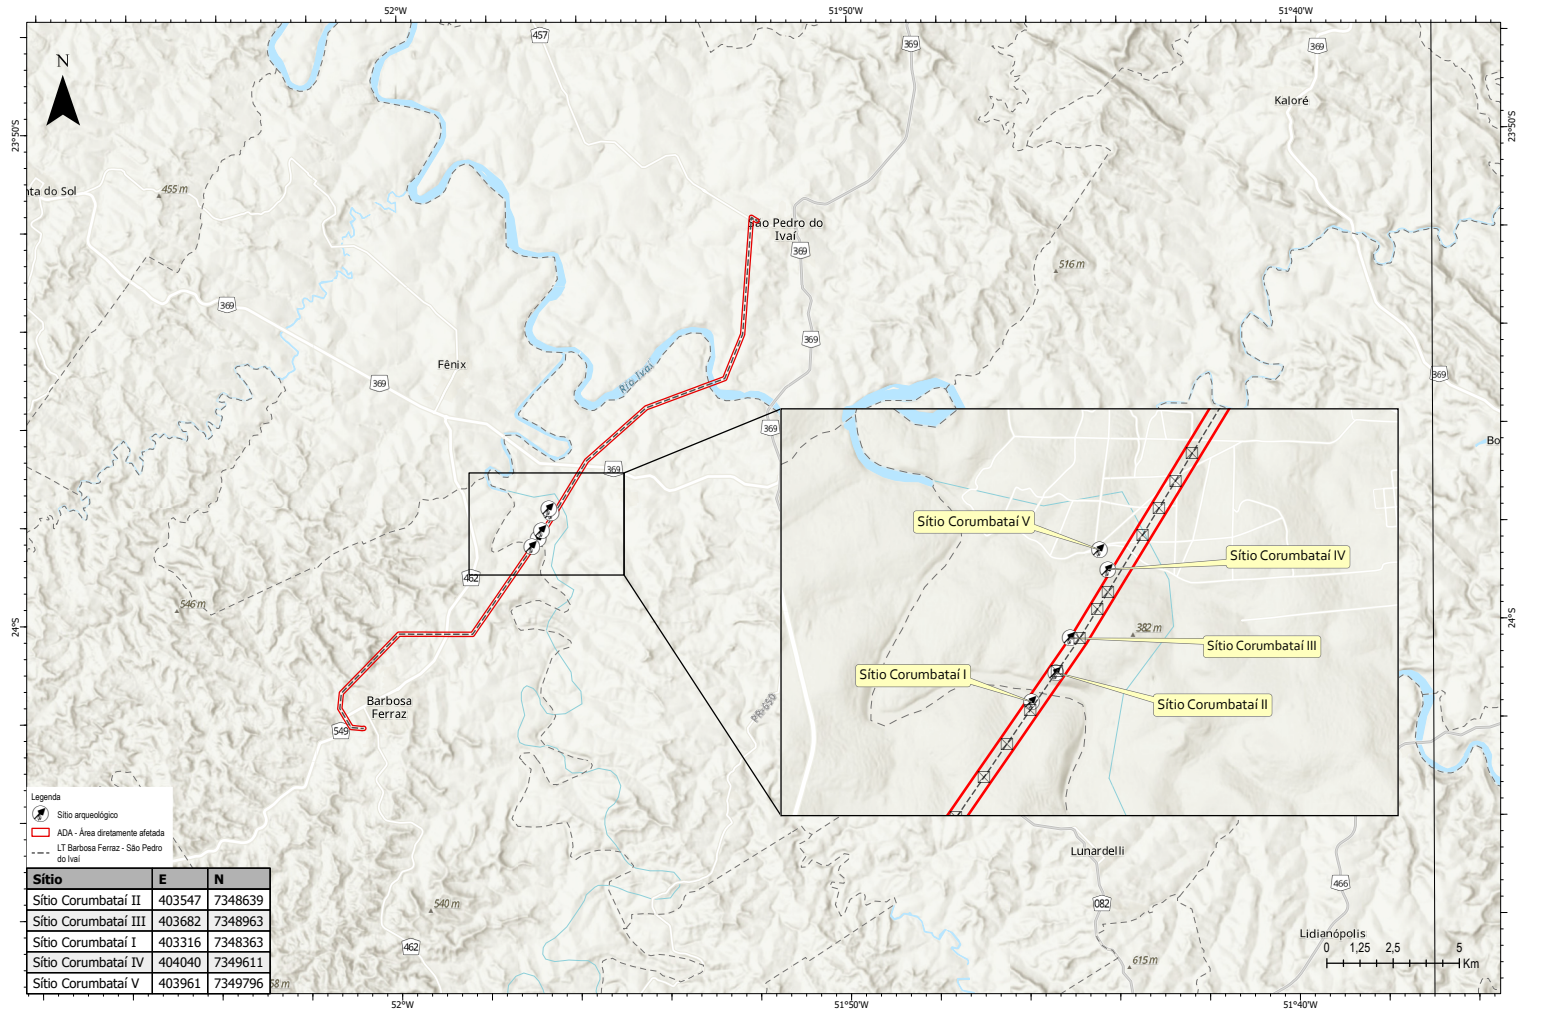 52°W
51°50'W
51°40'W
457
369
369
N
Kaloré
23°50'S
23°50'S
nta do Sol
455 m
São Pedro do
Ivaí
369
516 m
369
369
Fênix
369
369
Rio Ivaí
369
369
Bo
Sítio Corumbataí V
Sítio Corumbataí IV
462
546 m
24°S
24°S
382 m
Sítio Corumbataí III
Sítio Corumbataí I
Sítio Corumbataí II
Barbosa
Ferraz
PR-650
549
Legenda
Sítio arqueológico
ADA - Área diretamente afetada
LT Barbosa Ferraz - São Pedro
do Ivaí
Lunardelli
466
082
540 m
462
Lidianópolis
615 m
0 1,25 2,5 5
Km
Sítio E N
Sítio Corumbataí II 403547 7348639
Sítio Corumbataí III 403682 7348963
Sítio Corumbataí I 403316 7348363
Sítio Corumbataí IV 404040 7349611
Sítio Corumbataí V 403961 7349796
58 m
52°W
51°50'W
51°40'W